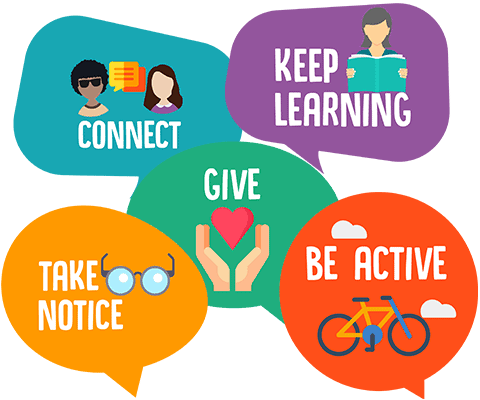 CONNECT
KEEP
LEARNING
GIVE
TAKE
NOTICE
BE ACTIVE